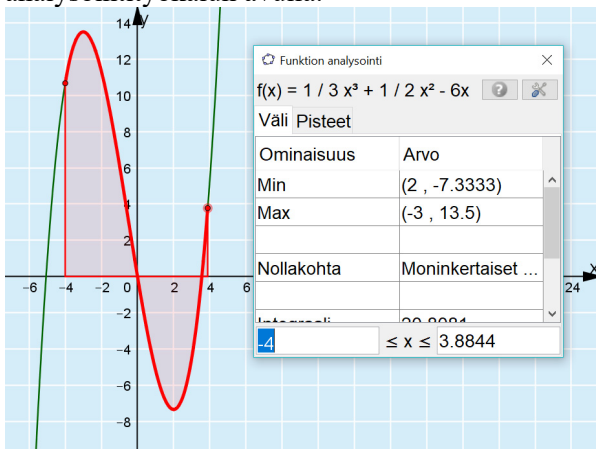 14 y
Funktion analysointi
f(x) = 1 / 3 x³ + 1 / 2 x² - 6x
Väli Pisteet
Ominaisuus Arvo
Min (2 , -7.3333)
Max (-3 , 13.5)
Nollakohta Moninkertaiset ...
-4 ≤ x ≤ 3.8844
12
10
8
6
4
2
-6 -4 -2 0 2 4 6 24 x
-2
-4
-6
-8